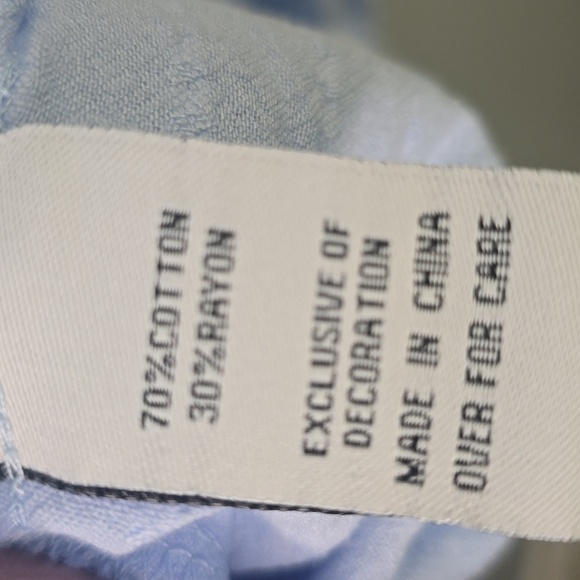 70%COTTON
30%RAYON
EXCLUSIVE OF
DECORATION
MADE IN CHINA
OVER FOR CARE